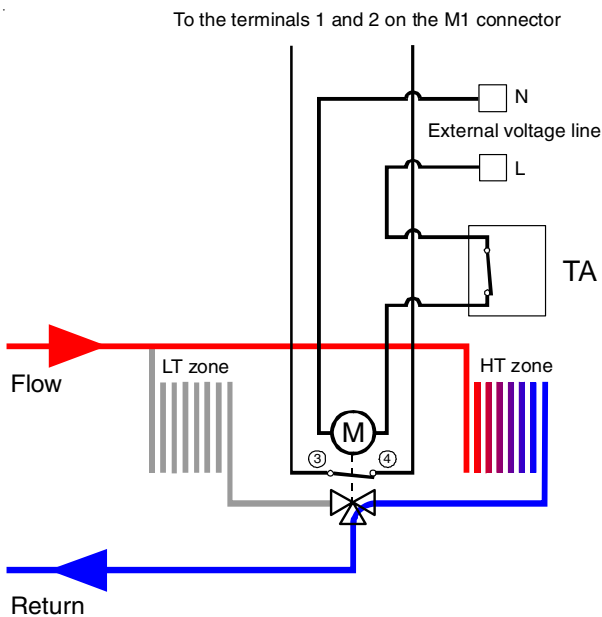 To the terminals 1 and 2 on the M1 connector
N
External voltage line
L
TA
LT zone
HT zone
Flow
M
3
4
Return